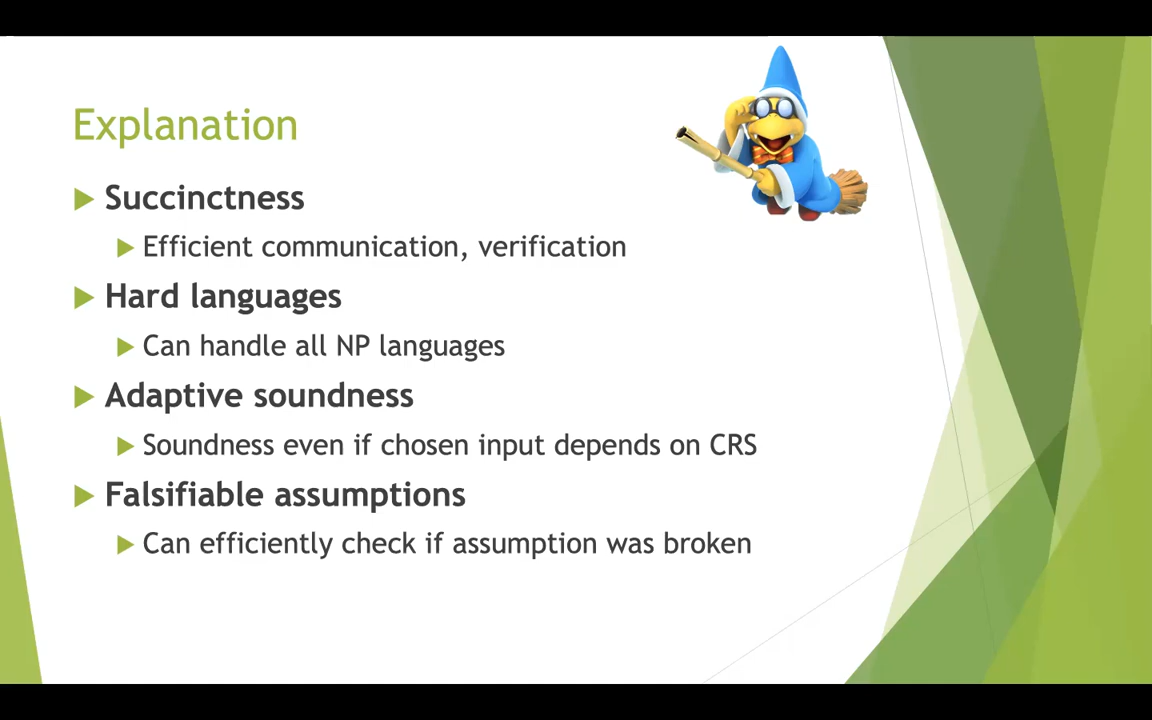 Explanation
Succinctness
Efficient communication, verification
Hard languages
Can handle all NP languages
Adaptive soundness
Soundness even if chosen input depends on CRS
Falsifiable assumptions
Can efficiently check if assumption was broken